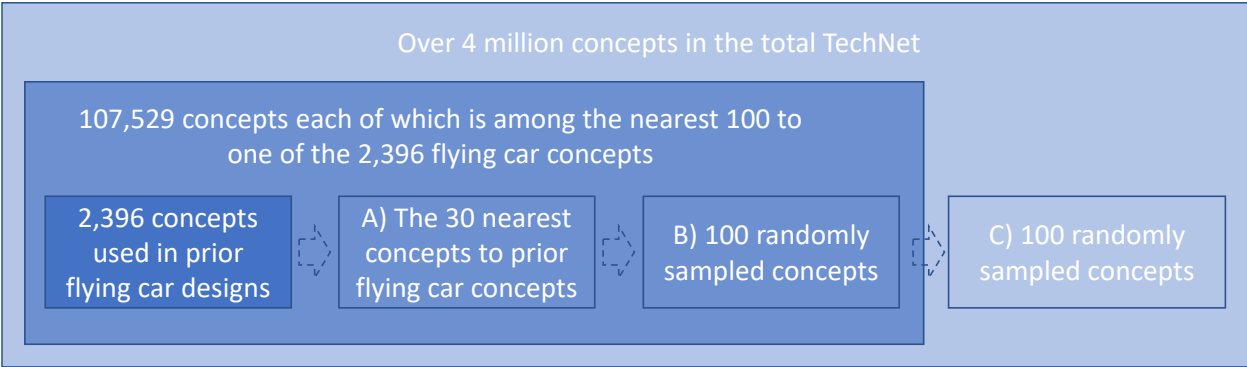 Over 4 million concepts in the total TechNet
107,529 concepts each of which is among the nearest 100 to
one of the 2,396 flying car concepts
2,396 concepts
used in prior
flying car designs
A) The 30 nearest
concepts to prior
flying car concepts
B) 100 randomly
sampled concepts
C) 100 randomly
sampled concepts